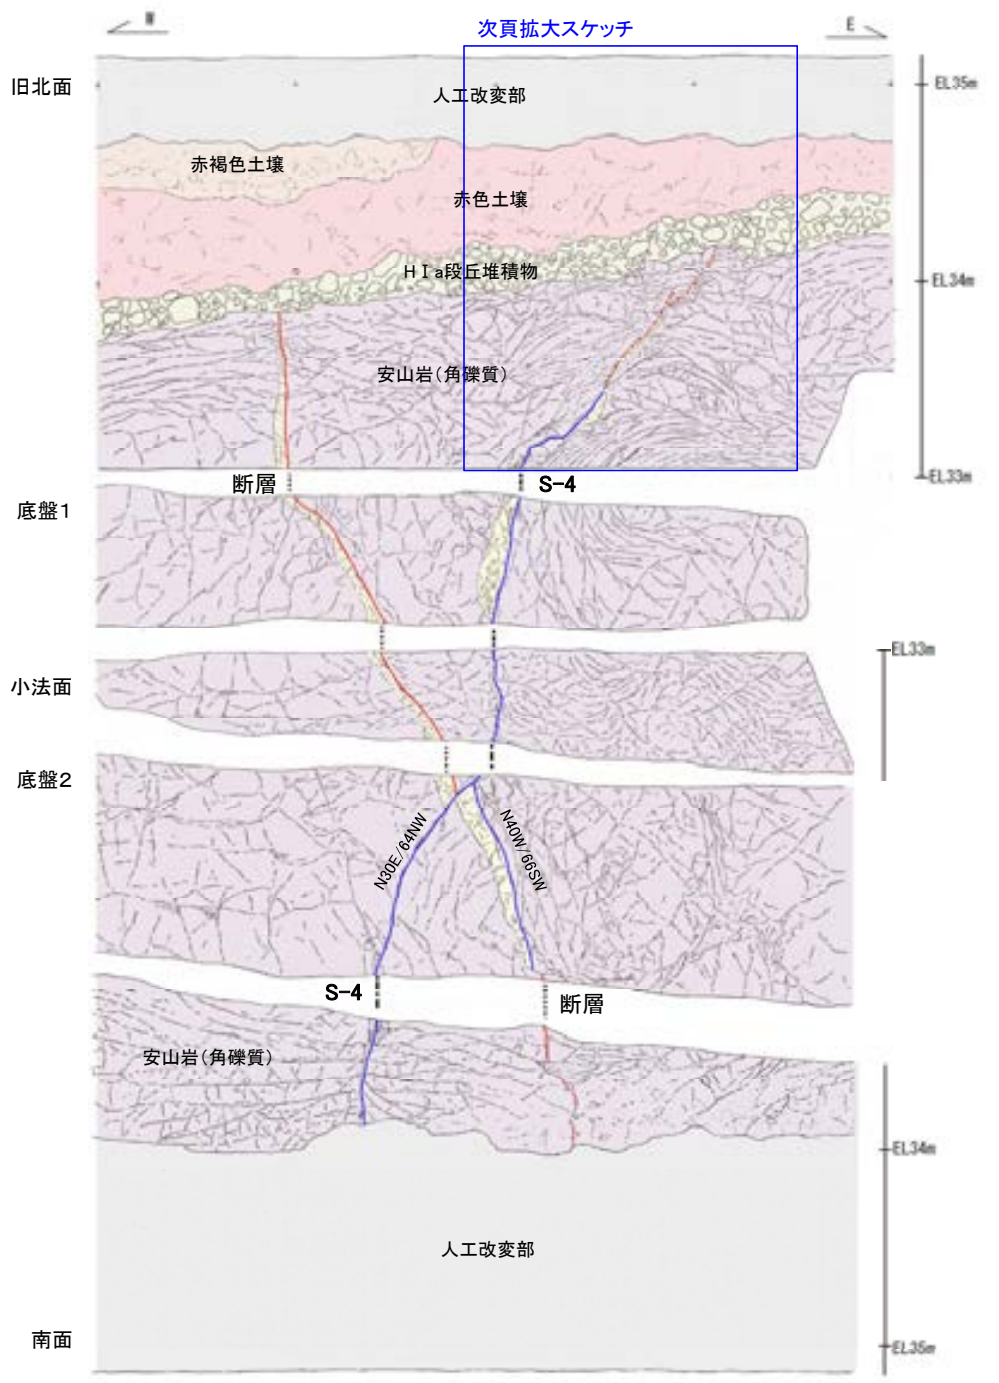 W
次頁拡大スケッチ
E
旧北面
EL35m
人工改変部
赤褐色土壌
赤色土壌
HⅠa段丘堆積物
EL34m
安山岩(角礫質)
EL33m
断層
S-4
底盤1
EL33m
小法面
底盤2
N30E/64NW
N40W/66SW
S-4
断層
安山岩(角礫質)
EL34m
人工改変部
南面
EL35m